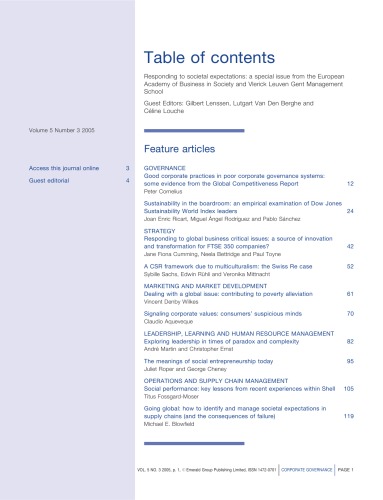 Table of contents
Responding to societal expectations: a special issue from the European
Academy of Business in Society and Vlerick Leuven Gent Management
School
Guest Editors: Gilbert Lenssen, Lutgart Van Den Berghe and
Céline Louche
Volume 5 Number 3 2005
Feature articles
Access this journal online 3
Guest editorial 4
GOVERNANCE
Good corporate practices in poor corporate governance systems:
some evidence from the Global Competitiveness Report 12
Peter Cornelius
Sustainability in the boardroom: an empirical examination of Dow Jones
Sustainability World Index leaders 24
Joan Enric Ricart, Miguel Ángel Rodríguez and Pablo Sánchez
STRATEGY
Responding to global business critical issues: a source of innovation
and transformation for FTSE 350 companies? 42
Jane Fiona Cumming, Neela Bettridge and Paul Toyne
A CSR framework due to multiculturalism: the Swiss Re case 52
Sybille Sachs, Edwin Rühli and Veronika Mittnacht
MARKETING AND MARKET DEVELOPMENT
Dealing with a global issue: contributing to poverty alleviation 61
Vincent Danby Wilkes
Signaling corporate values: consumers' suspicious minds 70
Claudio Aqueveque
LEADERSHIP, LEARNING AND HUMAN RESOURCE MANAGEMENT
Exploring leadership in times of paradox and complexity 82
André Martin and Christopher Ernst
The meanings of social entrepreneurship today 95
Juliet Roper and George Cheney
OPERATIONS AND SUPPLY CHAIN MANAGEMENT
Social performance: key lessons from recent experiences within Shell 105
Titus Fossgard-Moser
Going global: how to identify and manage societal expectations in
supply chains (and the consequences of failure) 119
Michael E. Blowfield
VOL. 5 NO. 3 2005, p. 1, © Emerald Group Publishing Limited, ISSN 1472-0701 CORPORATE GOVERNANCE PAGE 1